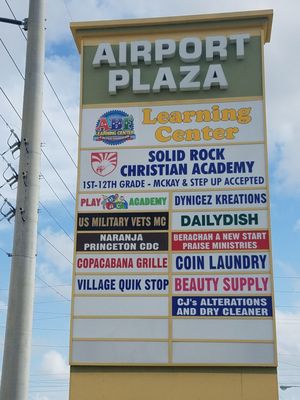 AIRPORT
PLAZA
ABC
LEARNING CENTER
Learning
Center
SOLID ROCK
CHRISTIAN ACADEMY
1ST-12TH GRADE - MCKAY & STEP UP ACCEPTED
PLAY ACADEMY
DYNICEZ KREATIONS
US MILITARY VETS MC
DAILYDISH
NARANJA
PRINCETON CDC
BERACHAH A NEW START
PRAISE MINISTRIES
COPACABANA GRILLE
COIN LAUNDRY
VILLAGE QUIK STOP
BEAUTY SUPPLY
CJ's ALTERATIONS
AND DRY CLEANER